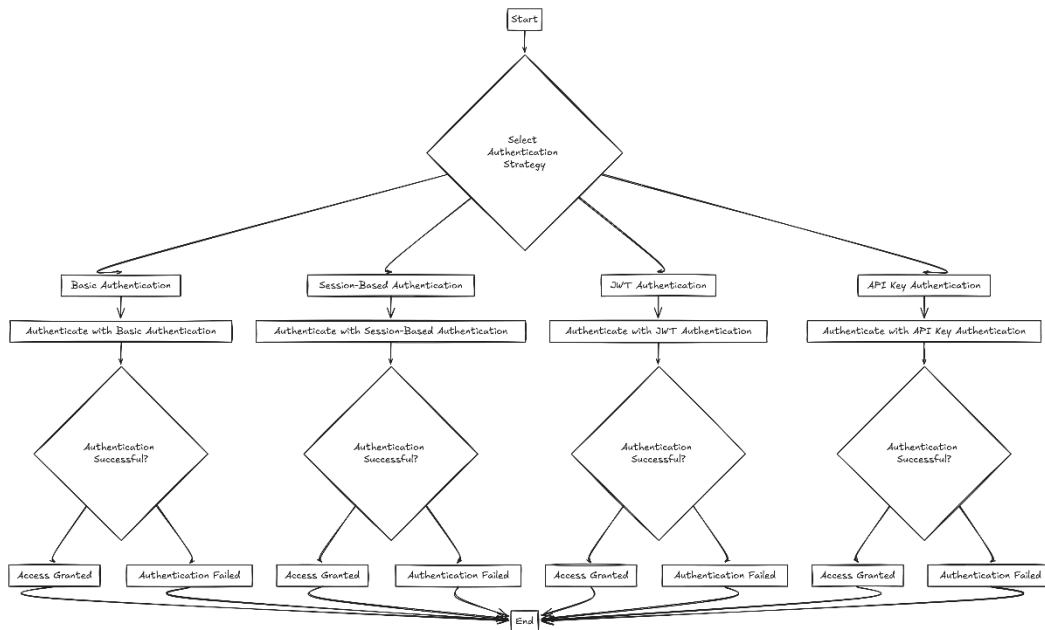 Start
Select
Authentication
Strategy
Basic Authentication
Session-Based Authentication
JWT Authentication
API Key Authentication
Authenticate with Basic Authentication
Authenticate with Session-Based Authentication
Authenticate with JWT Authentication
Authenticate with API Key Authentication
Authentication
Successful?
Authentication
Successful?
Authentication
Successful?
Authentication
Successful?
Access Granted
Authentication Failed
Access Granted
Authentication Failed
Access Granted
Authentication Failed
Access Granted
Authentication Failed
End